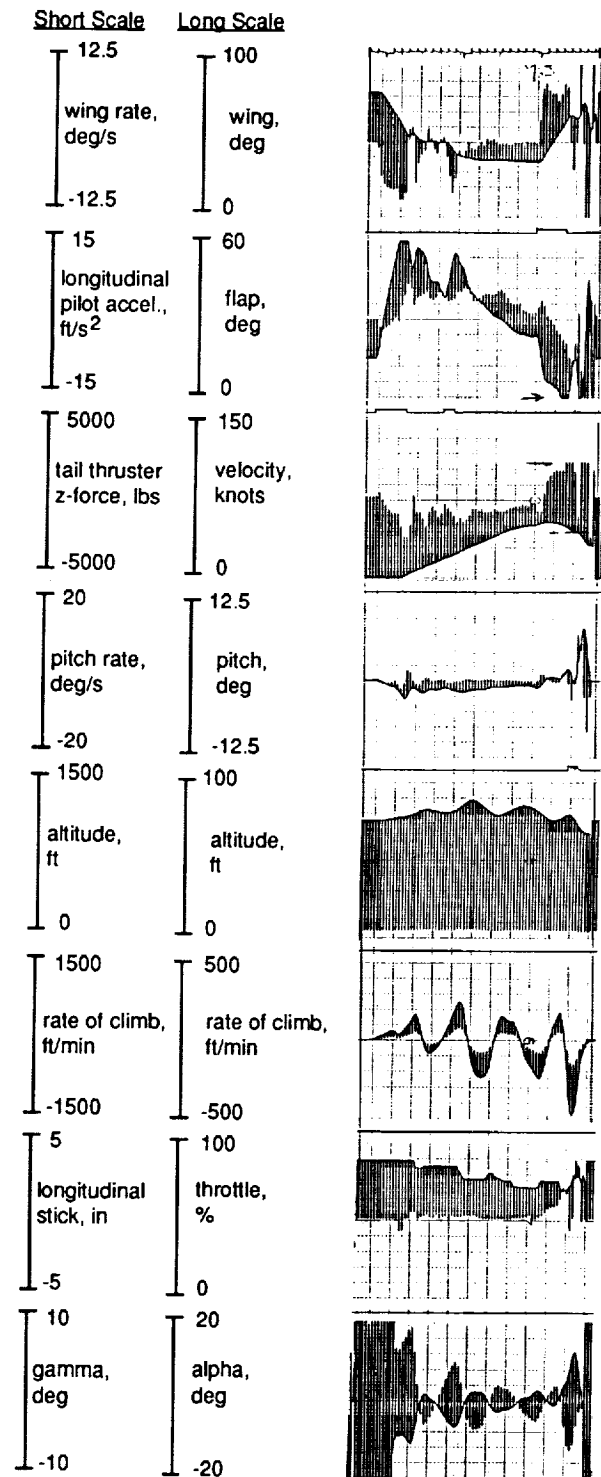 Short Scale Long Scale
12.5 100
wing rate, wing,
deg/s deg
-12.5 0
15 60
longitudinal flap,
pilot accel., deg
ft/s2
-15 0
5000 150
tail thruster velocity,
z-force, lbs knots
-5000 0
20 12.5
pitch rate, pitch,
deg/s deg
-20 -12.5
1500 100
altitude, altitude,
ft ft
0 0
1500 500
rate of climb, rate of climb,
ft/min ft/min
-1500 -500
5 100
longitudinal throttle,
stick, in %
-5 0
10 20
gamma, alpha,
deg deg
-10 -20